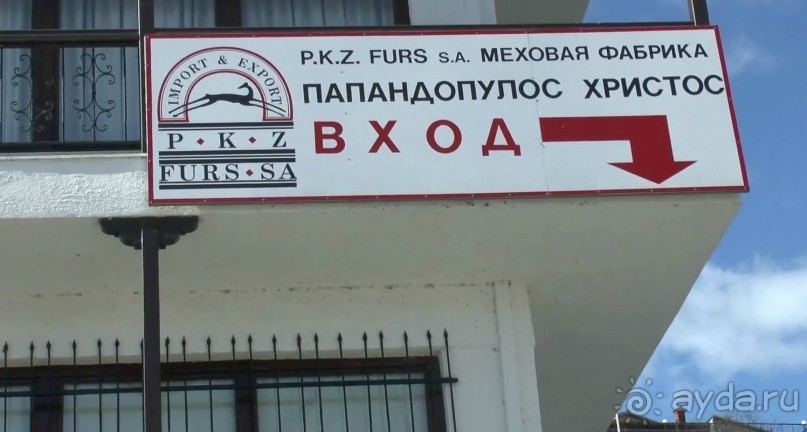 IMPORT & EXPORT
P · K · Z
FURS · SA
P.K.Z. FURS S.A. МЕХОВАЯ ФАБРИКА
ПАПАНДОПУЛОС ХРИСТОС
ВХОД
ayda.ru